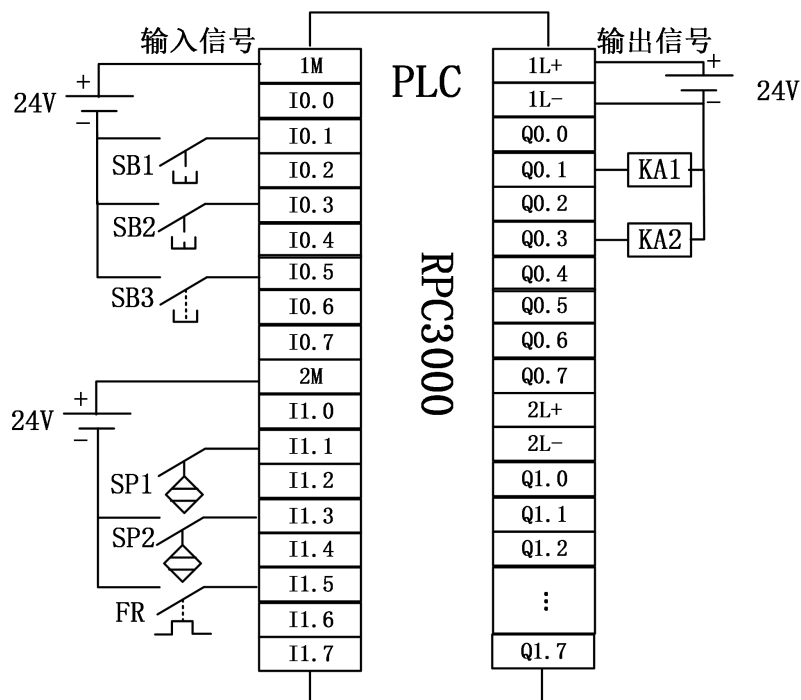 输入信号
输出信号
PLC
RPC3000
+
24V
−
SB1
SB2
SB3
+
24V
−
SP1
SP2
FR
1M
I0.0
I0.1
I0.2
I0.3
I0.4
I0.5
I0.6
I0.7
2M
I1.0
I1.1
I1.2
I1.3
I1.4
I1.5
I1.6
I1.7
1L+
1L-
Q0.0
Q0.1
Q0.2
Q0.3
Q0.4
Q0.5
Q0.6
Q0.7
2L+
2L-
Q1.0
Q1.1
Q1.2
⋮
Q1.7
+
24V
−
KA1
KA2